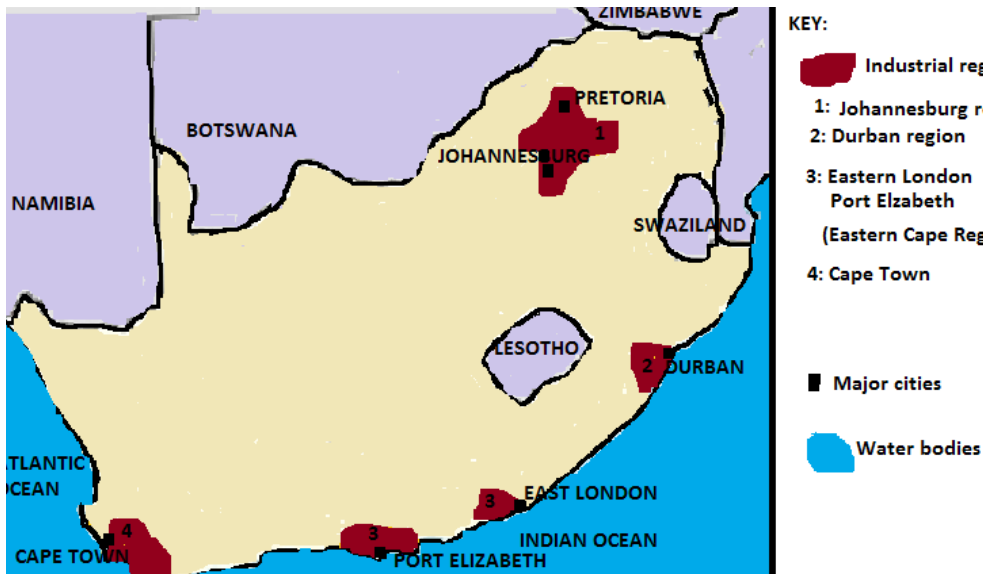 ZIMBABWE
PRETORIA
BOTSWANA
1
JOHANNESBURG
NAMIBIA
SWAZILAND
LESOTHO
2
DURBAN
ATLANTIC
OCEAN
3
EAST LONDON
4
3
INDIAN OCEAN
CAPE TOWN
PORT ELIZABETH
KEY:
Industrial reg
1: Johannesburg r
2: Durban region
3: Eastern London
Port Elzabeth
(Eastern Cape Reg
4: Cape Town
Major cities
Water bodies